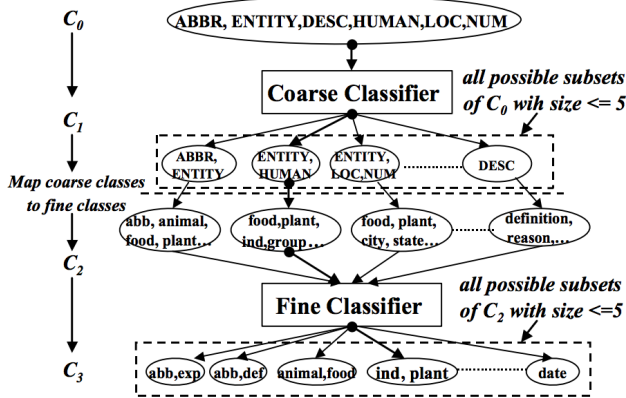 C0
ABBR, ENTITY,DESC,HUMAN,LOC,NUM
all possible subsets
of C0 wih size <= 5
Coarse Classifier
C1
ABBR,
ENTITY
ENTITY,
HUMAN
ENTITY,
LOC,NUM
DESC
Map coarse classes
to fine classes
abb, animal,
food, plant...
food,plant,
ind,group...
food, plant,
city, state...
definition,
reason,...
C2
all possible subsets
of C2 with size <=5
Fine Classifier
C3
abb,exp
abb,def
animal,food
ind, plant
date